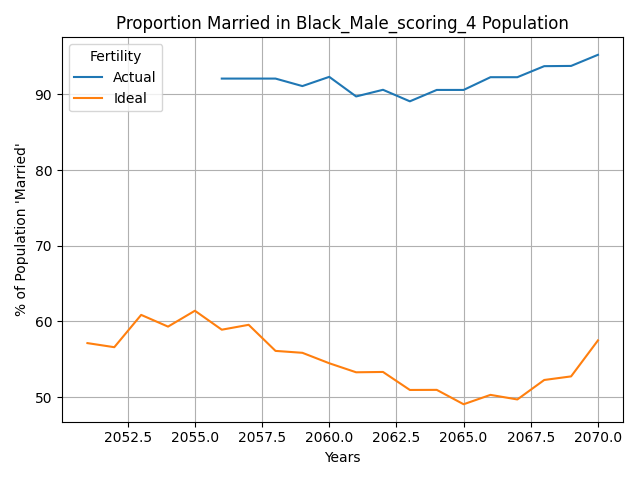 Proportion Married in Black_Male_scoring_4 Population
Fertility
Actual
Ideal
% of Population 'Married'
90
80
70
60
50
2052.5 2055.0 2057.5 2060.0 2062.5 2065.0 2067.5 2070.0
Years